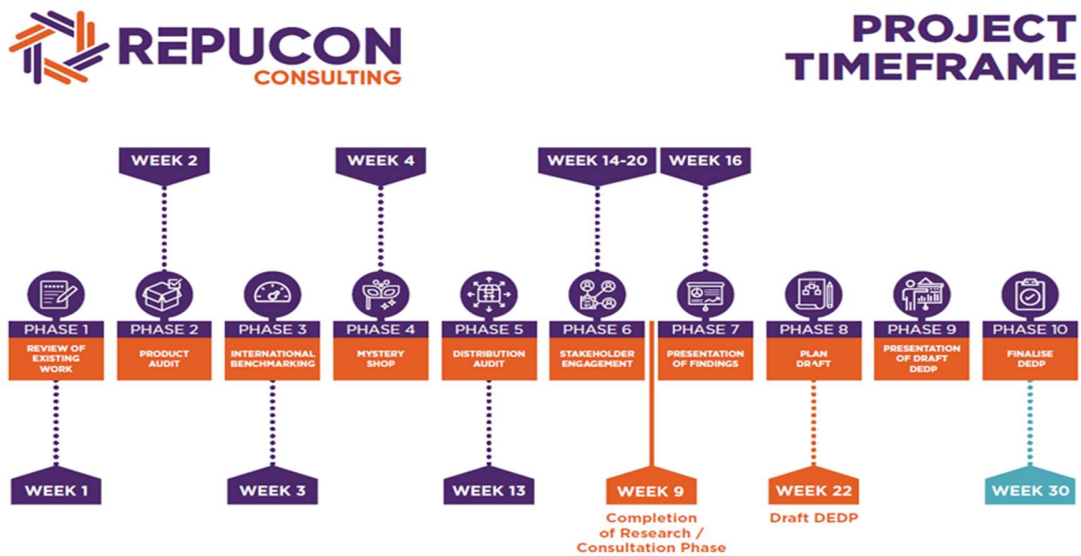 REPUCON
CONSULTING
PROJECT
TIMEFRAME
WEEK 2
WEEK 4
WEEK 14-20
WEEK 16
PHASE 1
REVIEW OF
EXISTING
WORK
PHASE 2
PRODUCT
AUDIT
PHASE 3
INTERNATIONAL
BENCHMARKING
PHASE 4
MYSTERY
SHOP
PHASE 5
DISTRIBUTION
AUDIT
PHASE 6
STAKEHOLDER
ENGAGEMENT
PHASE 7
PRESENTATION
OF FINDINGS
PHASE 8
PLAN
DRAFT
PHASE 9
PRESENTATION
OF DRAFT
DEDP
PHASE 10
FINALISE
DEDP
WEEK 1
WEEK 3
WEEK 13
WEEK 9
Completion
of Research /
Consultation Phase
WEEK 22
Draft DEDP
WEEK 30